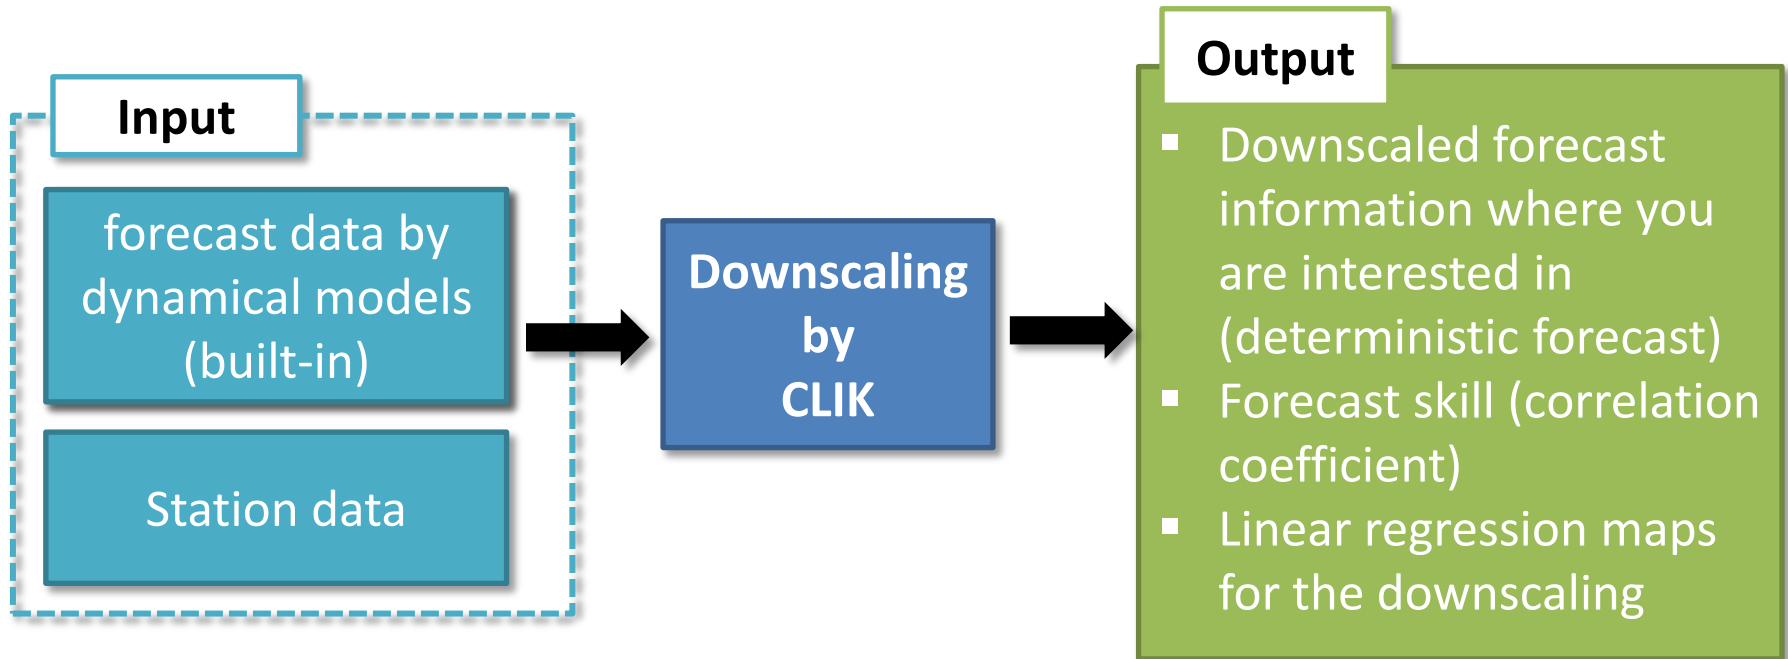 Input
forecast data by
dynamical models
(built-in)
Station data
Downscaling
by
CLIK
Output
▪ Downscaled forecast
information where you
are interested in
(deterministic forecast)
▪ Forecast skill (correlation
coefficient)
▪ Linear regression maps
for the downscaling